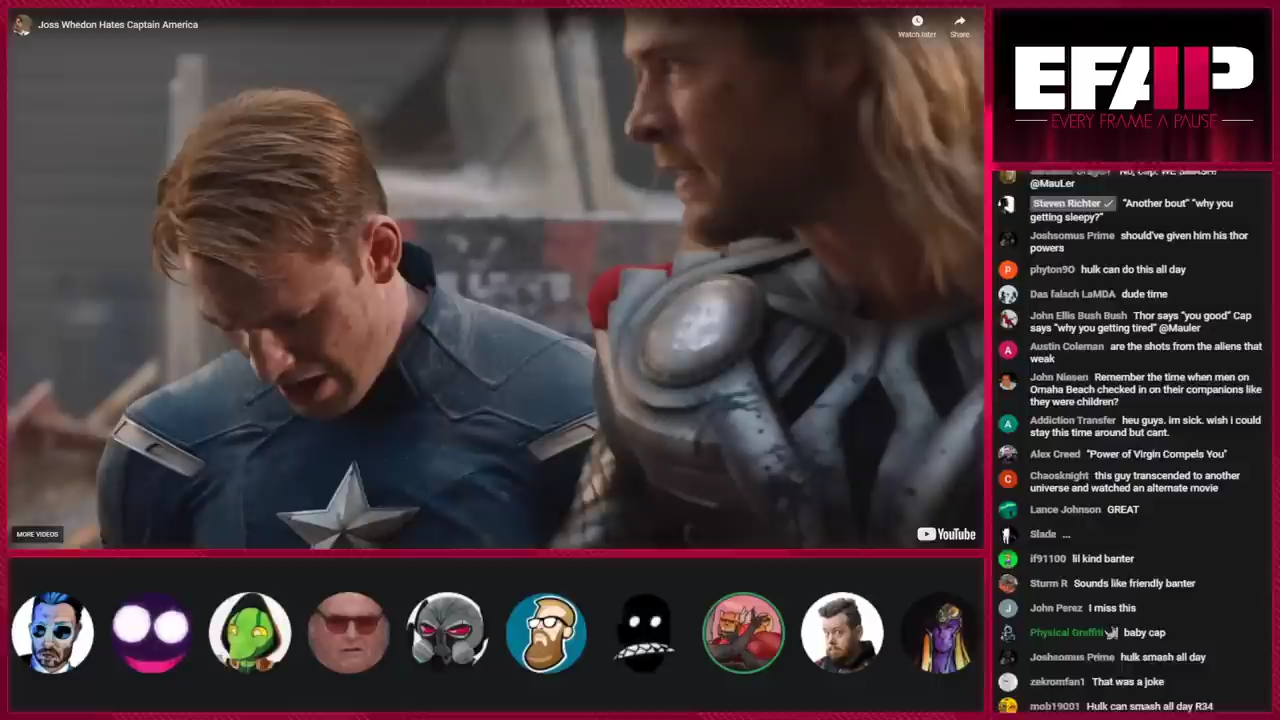 Joss Whedon Hates Captain America
Watch later
Share
MORE VIDEOS
YouTube
EFAP
EVERY FRAME A PAUSE
No, cap. WE SMASH!
@MauLer
Steven Richter "Another bout" "why you
getting sleepy?"
Joshsomus Prime should've given him his thor
powers
phyton90 hulk can do this all day
Das falsch LaMDA dude time
John Ellis Bush Bush Thor says "you good" Cap
says "why you getting tired" @Mauler
Austin Coleman are the shots from the aliens that
weak
John Niesen Remember the time when men on
Omaha Beach checked in on their companions like
they were children?
Addiction Transfer heu guys. im sick. wish i could
stay this time around but cant.
Alex Creed "Power of Virgin Compels You"
Chaosknight this guy transcended to another
universe and watched an alternate movie
Lance Johnson GREAT
Slade ...
if91100 lil kind banter
Sturm R Sounds like friendly banter
John Perez I miss this
Physical Graffiti baby cap
Joshsomus Prime hulk smash all day
zekromfan1 That was a joke
mob19001 Hulk can smash all day R34